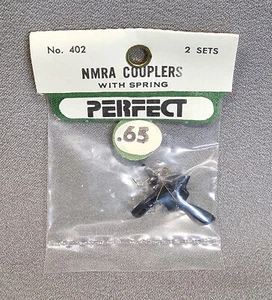 No. 402 2 SETS
NMRA COUPLERS
WITH SPRING
PERFECT
.65